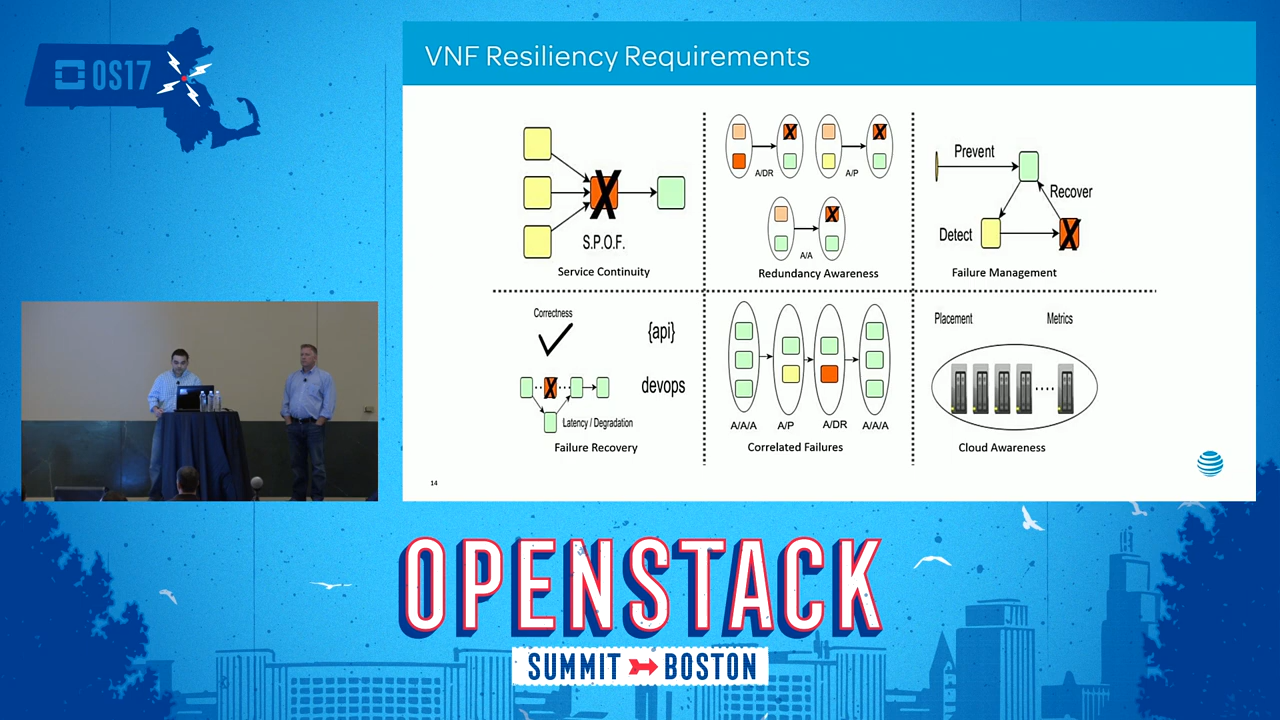 OS17
VNF Resiliency Requirements
S.P.O.F.
Service Continuity
A/DR
A/P
A/A
Redundancy Awareness
Prevent
Recover
Detect
Failure Management
Correctness
{api}
devops
Latency / Degradation
Failure Recovery
A/A/A
A/P
A/DR
A/A/A
Correlated Failures
Placement
Metrics
Cloud Awareness
14
OPENSTACK
SUMMIT BOSTON